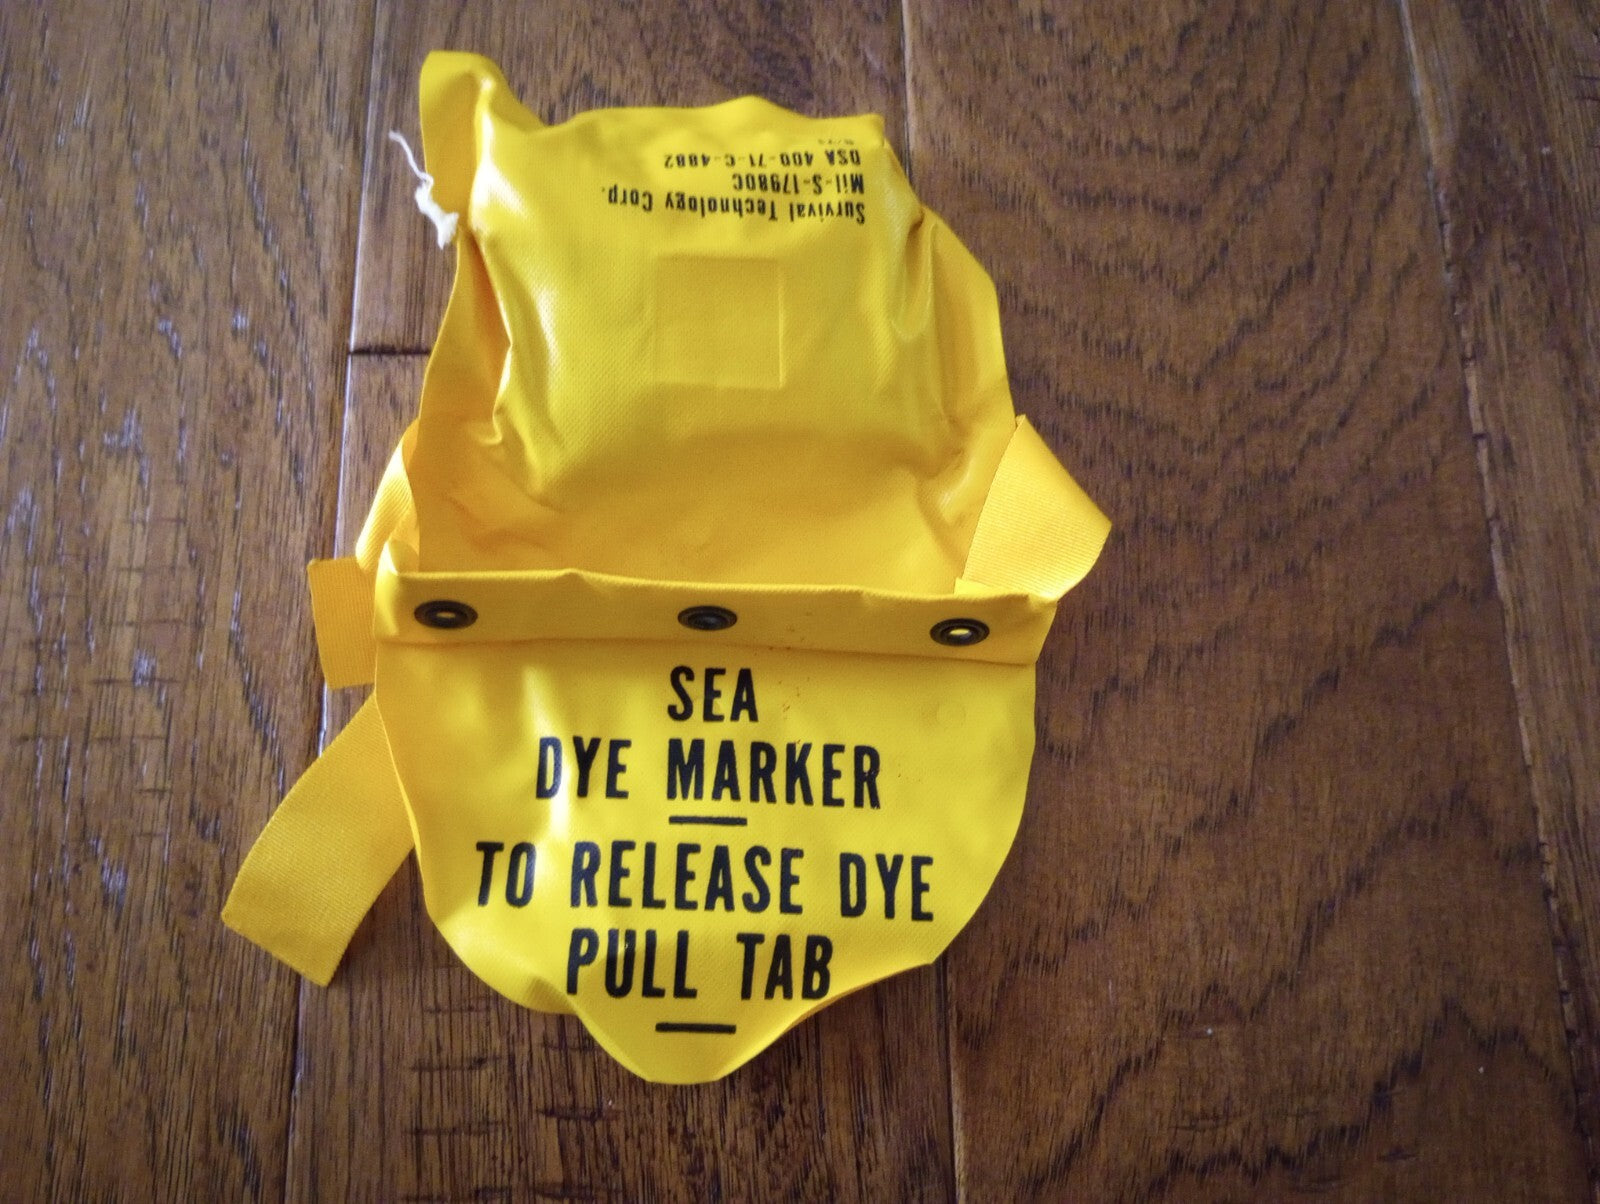 SEA
DYE MARKER
TO RELEASE DYE
PULL TAB
Survival Technology Corp.
Mil-S-17980C
DSA 400-71-C-4882